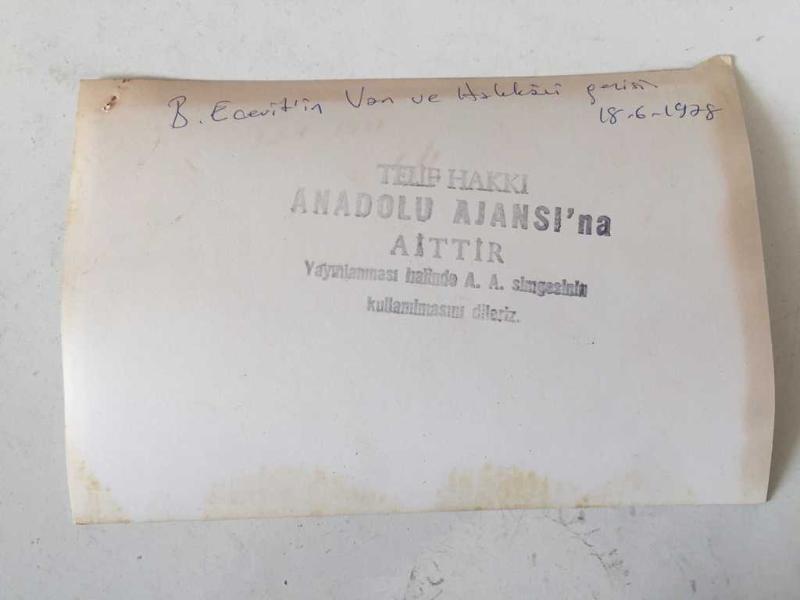 B. Ecevit'in Van ve Hakkâri gezisi
18-6-1978
TELİF HAKKI
ANADOLU AJANSI'na
AİTTİR
Yayınlanması halinde A. A. simgesinin
kullanılmasını dileriz.